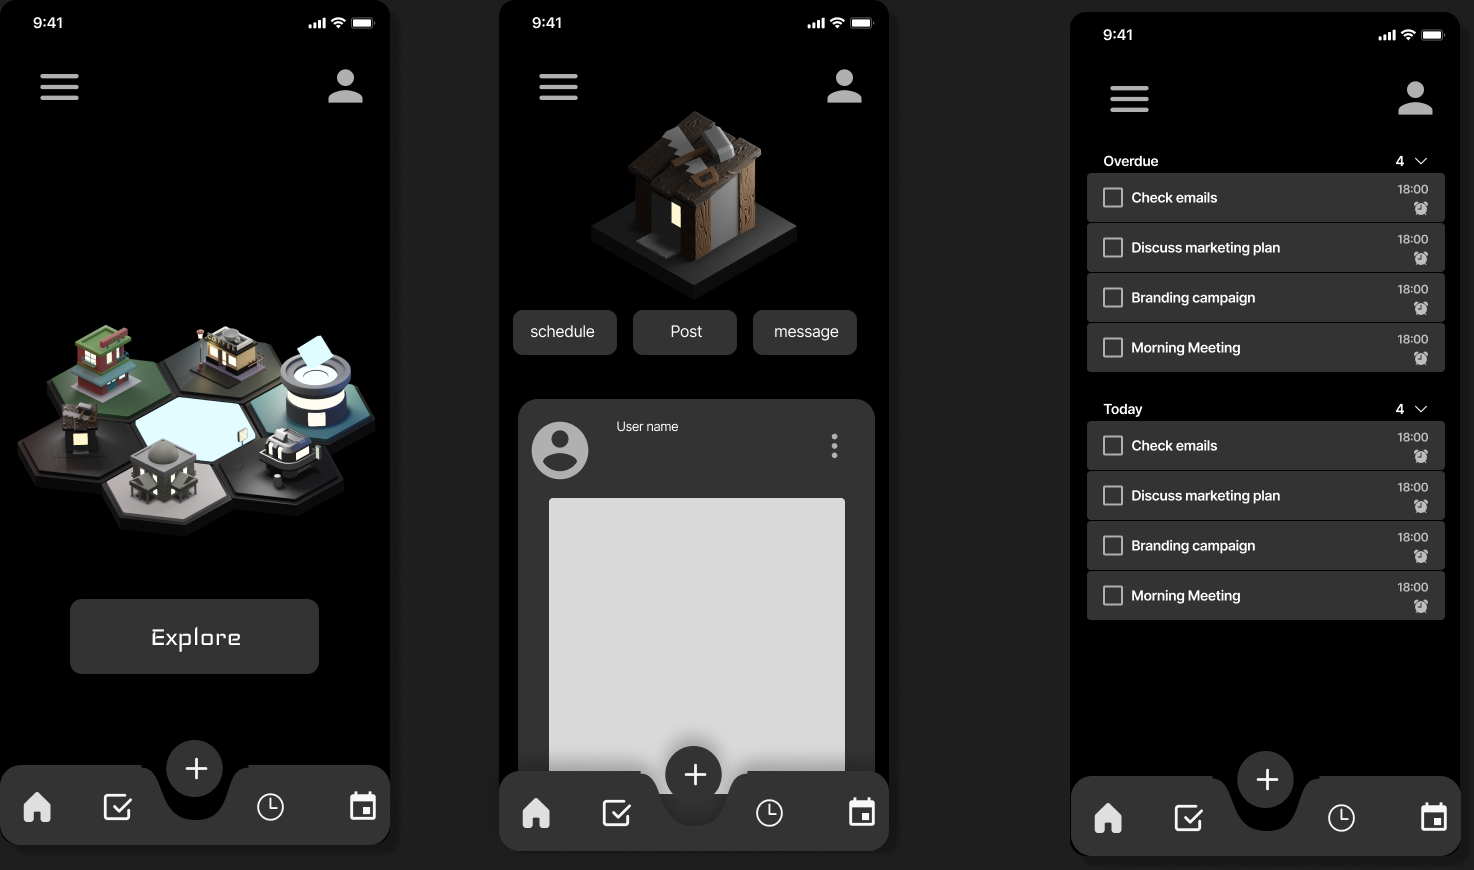 9:41
Explore
9:41
schedule
Post
message
User name
9:41
Overdue 4
Check emails 18:00
Discuss marketing plan 18:00
Branding campaign 18:00
Morning Meeting 18:00
Today 4
Check emails 18:00
Discuss marketing plan 18:00
Branding campaign 18:00
Morning Meeting 18:00